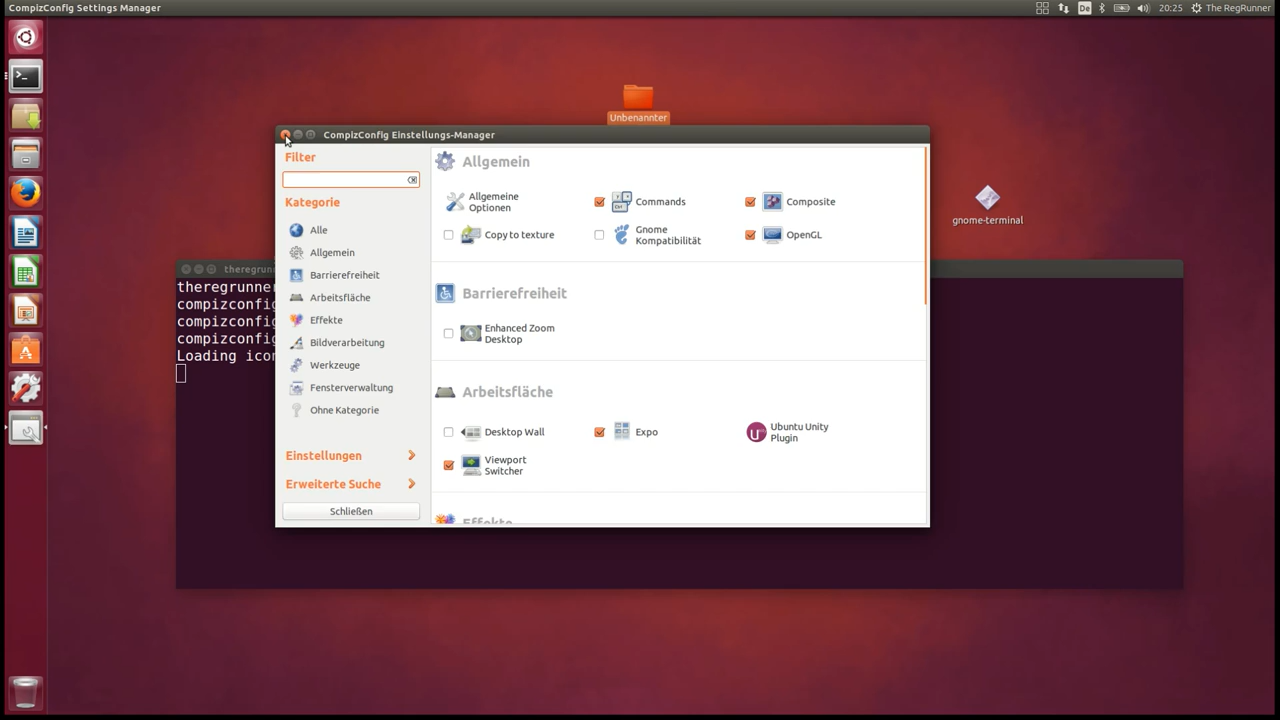 CompizConfig Settings Manager
De
20:25
The RegRunner
Unbenannter
CompizConfig Einstellungs-Manager
Filter
Kategorie
Alle
Allgemein
Barrierefreiheit
Arbeitsfläche
Effekte
Bildverarbeitung
Werkzeuge
Fensterverwaltung
Ohne Kategorie
Einstellungen
Erweiterte Suche
Schließen
Allgemein
Allgemeine
Optionen
Commands
Composite
Copy to texture
Gnome
Kompatibilität
OpenGL
Barrierefreiheit
Enhanced Zoom
Desktop
Arbeitsfläche
Desktop Wall
Expo
Ubuntu Unity
Plugin
Viewport
Switcher
Effekte
gnome-terminal
theregrunn
theregrunner
compizconfig
compizconfig
compizconfig
Loading icon